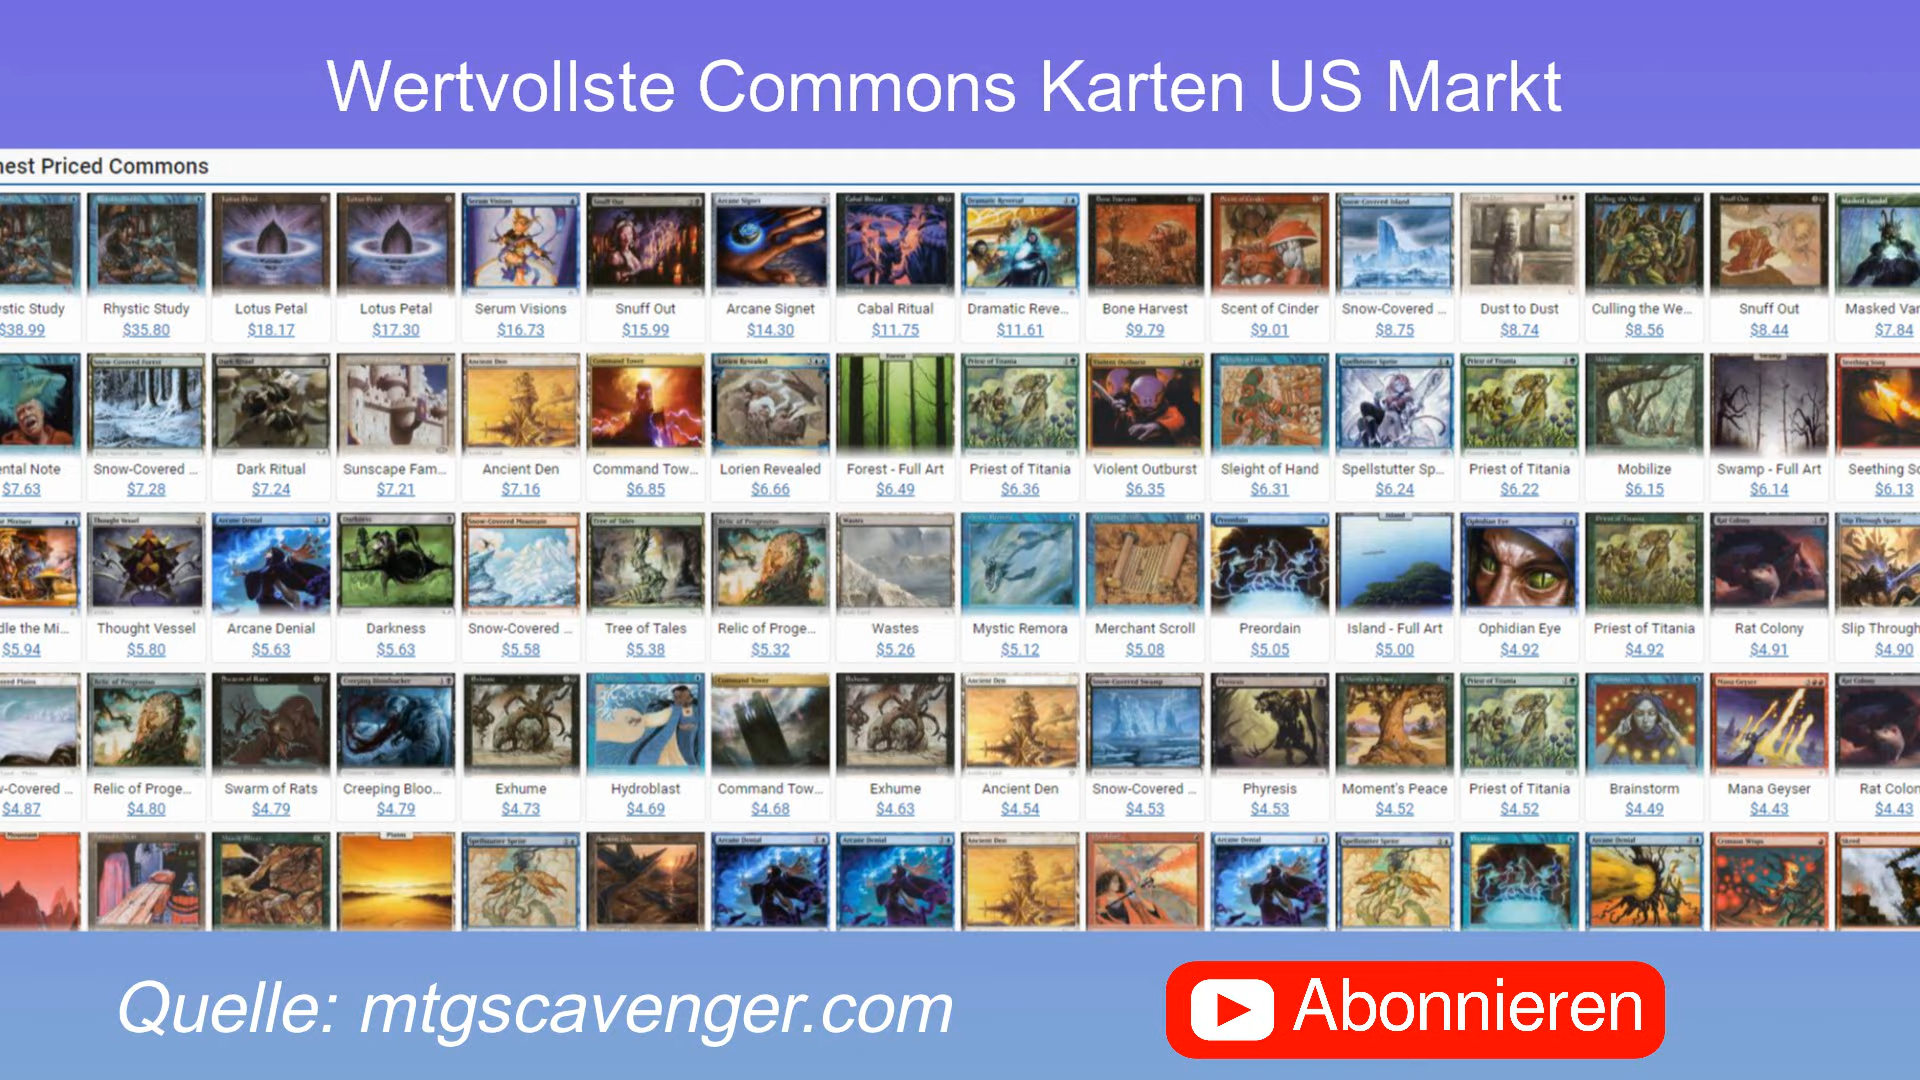 Wertvollste Commons Karten US Markt
nest Priced Commons
stic Study Rhystic Study Lotus Petal Lotus Petal Serum Visions Snuff Out Arcane Signet Cabal Ritual Dramatic Reve... Bone Harvest Scent of Cinder Snow-Covered ... Dust to Dust Culling the We... Snuff Out Masked Var
$38.99 $35.80 $18.17 $17.30 $16.73 $15.99 $14.30 $11.75 $11.61 $9.79 $9.01 $8.75 $8.74 $8.56 $8.44 $7.84
ental Note Snow-Covered ... Dark Ritual Sunscape Fam... Ancient Den Command Tow... Lorien Revealed Forest - Full Art Priest of Titania Violent Outburst Sleight of Hand Spellstutter Sp... Priest of Titania Mobilize Swamp - Full Art Seething So
$7.63 $7.28 $7.24 $7.21 $7.16 $6.85 $6.66 $6.49 $6.36 $6.35 $6.31 $6.24 $6.22 $6.15 $6.14 $6.13
dle the Mi... Thought Vessel Arcane Denial Darkness Snow-Covered ... Tree of Tales Relic of Proge... Wastes Mystic Remora Merchant Scroll Preordain Island - Full Art Ophidian Eye Priest of Titania Rat Colony Slip Through
$5.94 $5.80 $5.63 $5.63 $5.58 $5.38 $5.32 $5.26 $5.12 $5.08 $5.05 $5.00 $4.92 $4.92 $4.91 $4.90
v-Covered ... Relic of Proge... Swarm of Rats Creeping Bloo... Exhume Hydroblast Command Tow... Exhume Ancient Den Snow-Covered ... Phyresis Moment's Peace Priest of Titania Brainstorm Mana Geyser Rat Colon
$4.87 $4.80 $4.79 $4.79 $4.73 $4.69 $4.68 $4.63 $4.54 $4.53 $4.53 $4.52 $4.52 $4.49 $4.43 $4.43
Quelle: mtgscavenger.com
Abonnieren